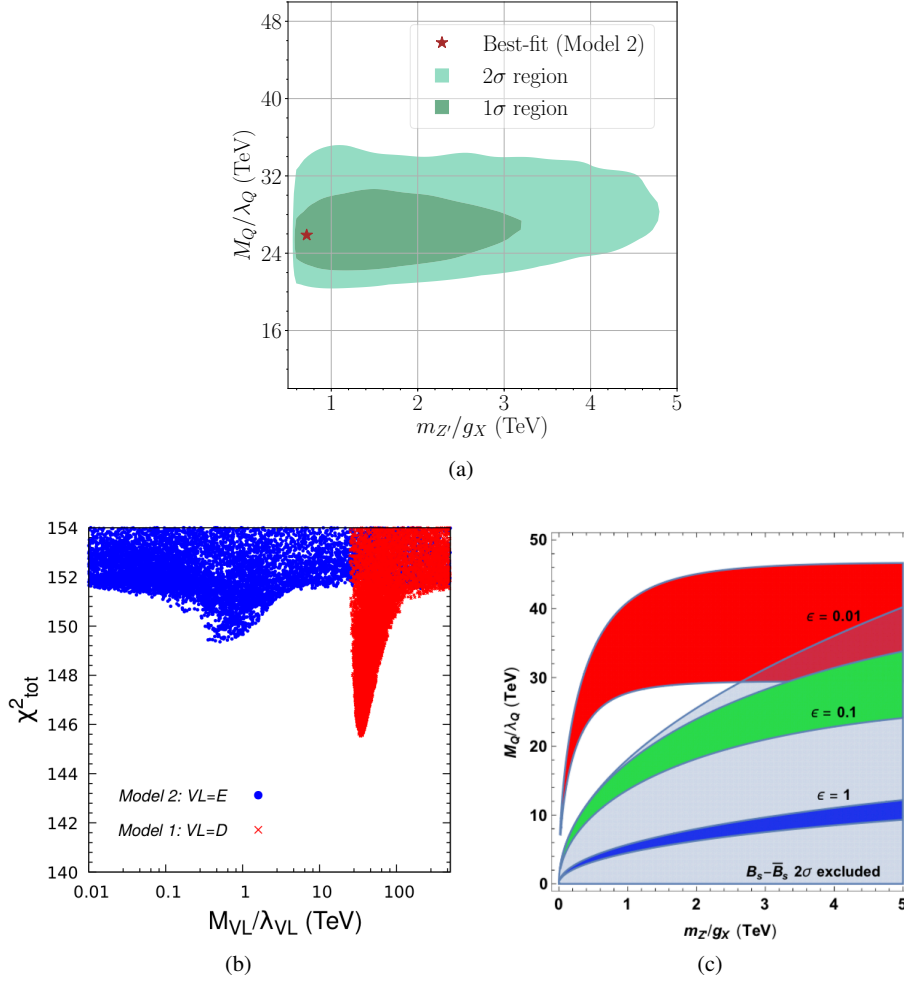 48
40
32
24
16
M_Q/λ_Q (TeV)
Best-fit (Model 2)
2σ region
1σ region
1 2 3 4 5
m_{Z'}/g_X (TeV)
(a)
154
152
150
148
146
144
142
140
χ²_tot
Model 2: VL=E
Model 1: VL=D
0.01 0.1 1 10 100
M_VL/λ_VL (TeV)
(b)
50
40
30
20
10
0
M_Q/λ_Q (TeV)
ϵ = 0.01
ϵ = 0.1
ϵ = 1
B_s–B̅_s 2σ excluded
0 1 2 3 4 5
m_{Z'}/g_X (TeV)
(c)